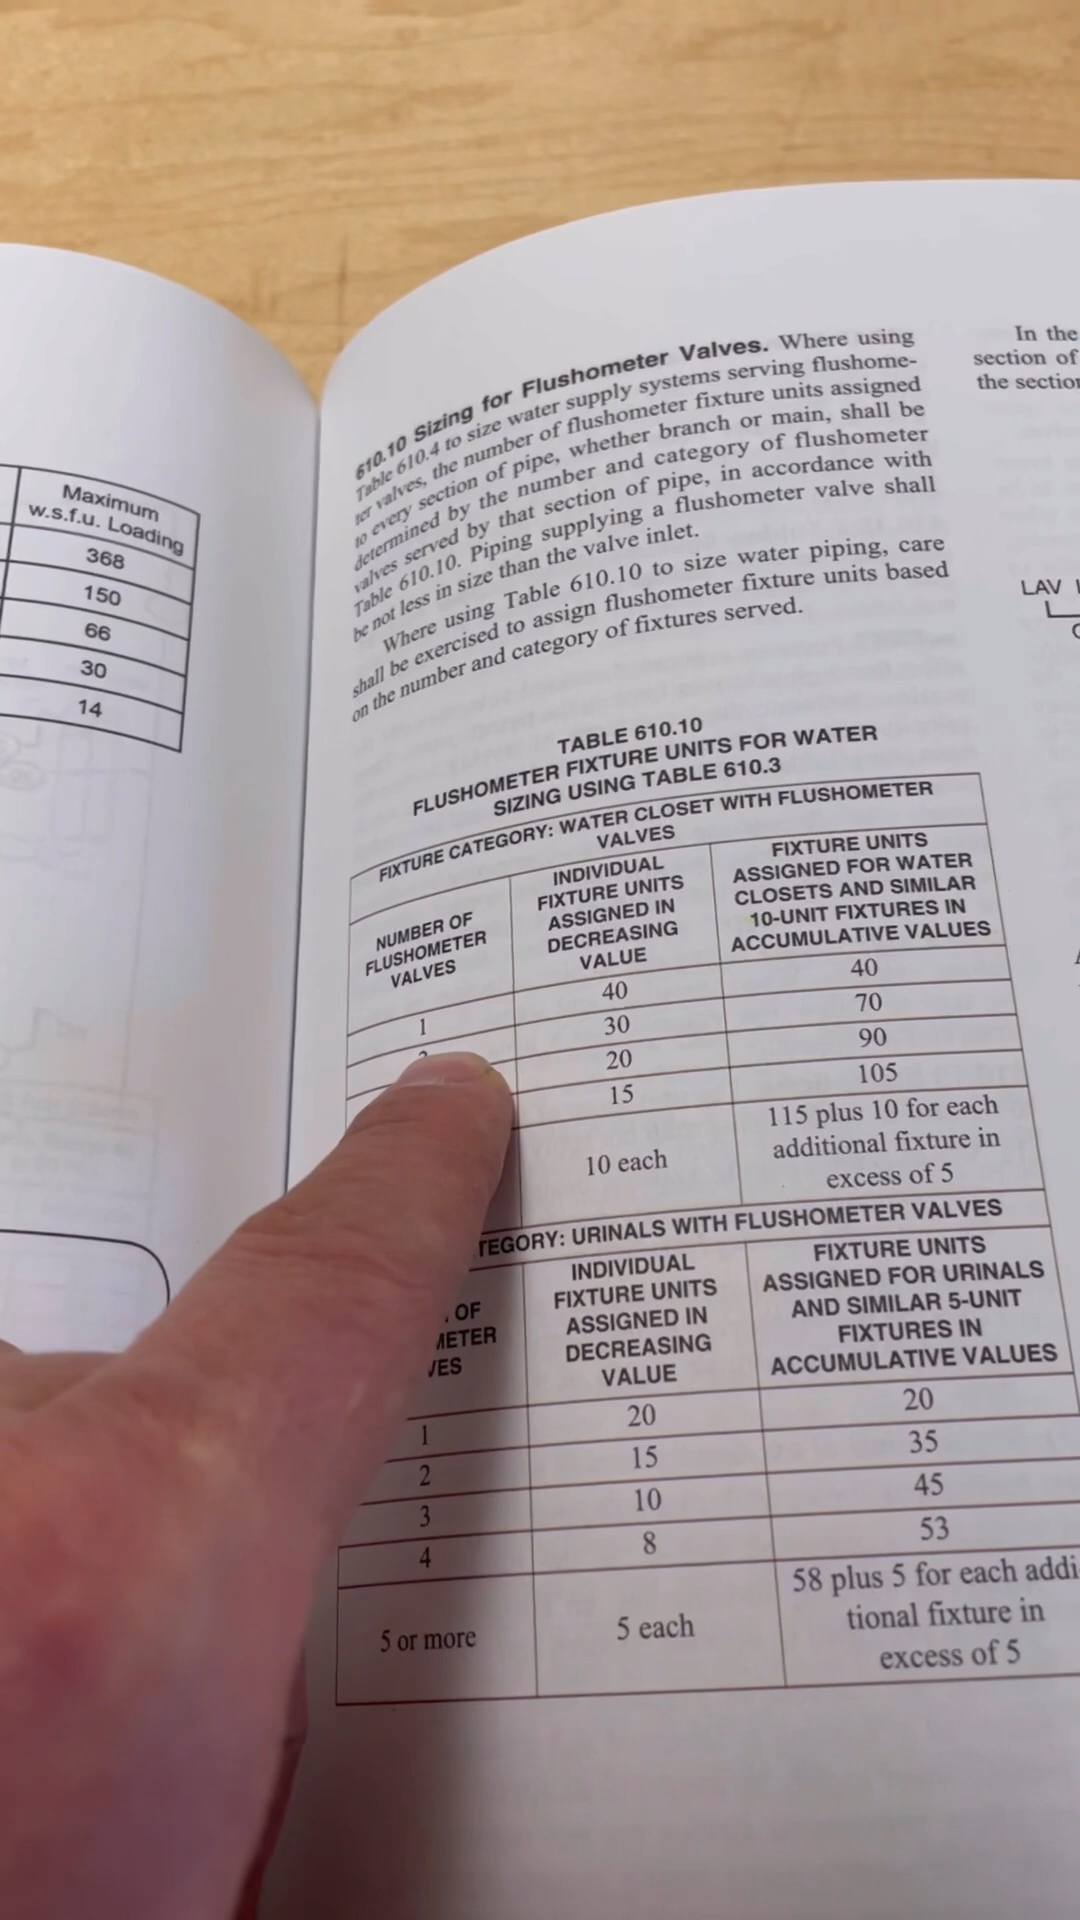 Maximum
w.s.f.u. Loading
368
150
66
30
14
610.10 Sizing for Flushometer Valves. Where using
Table 610.4 to size water supply systems serving flushome-
ter valves, the number of flushometer fixture units assigned
to every section of pipe, whether branch or main, shall be
determined by the number and category of flushometer
valves served by that section of pipe, in accordance with
Table 610.10. Piping supplying a flushometer valve shall
be not less in size than the valve inlet.
Where using Table 610.10 to size water piping, care
shall be exercised to assign flushometer fixture units based
on the number and category of fixtures served.
TABLE 610.10
FLUSHOMETER FIXTURE UNITS FOR WATER
SIZING USING TABLE 610.3
FIXTURE CATEGORY: WATER CLOSET WITH FLUSHOMETER
VALVES
NUMBER OF
FLUSHOMETER
VALVES
INDIVIDUAL
FIXTURE UNITS
ASSIGNED IN
DECREASING
VALUE
FIXTURE UNITS
ASSIGNED FOR WATER
CLOSETS AND SIMILAR
10-UNIT FIXTURES IN
ACCUMULATIVE VALUES
1 40 40
30 70
20 90
15 105
10 each
115 plus 10 for each
additional fixture in
excess of 5
TEGORY: URINALS WITH FLUSHOMETER VALVES
OF
METER
VES
INDIVIDUAL
FIXTURE UNITS
ASSIGNED IN
DECREASING
VALUE
FIXTURE UNITS
ASSIGNED FOR URINALS
AND SIMILAR 5-UNIT
FIXTURES IN
ACCUMULATIVE VALUES
1 20 20
2 15 35
3 10 45
4 8 53
5 or more
5 each
58 plus 5 for each addi-
tional fixture in
excess of 5
In the
section of
the section
LAV